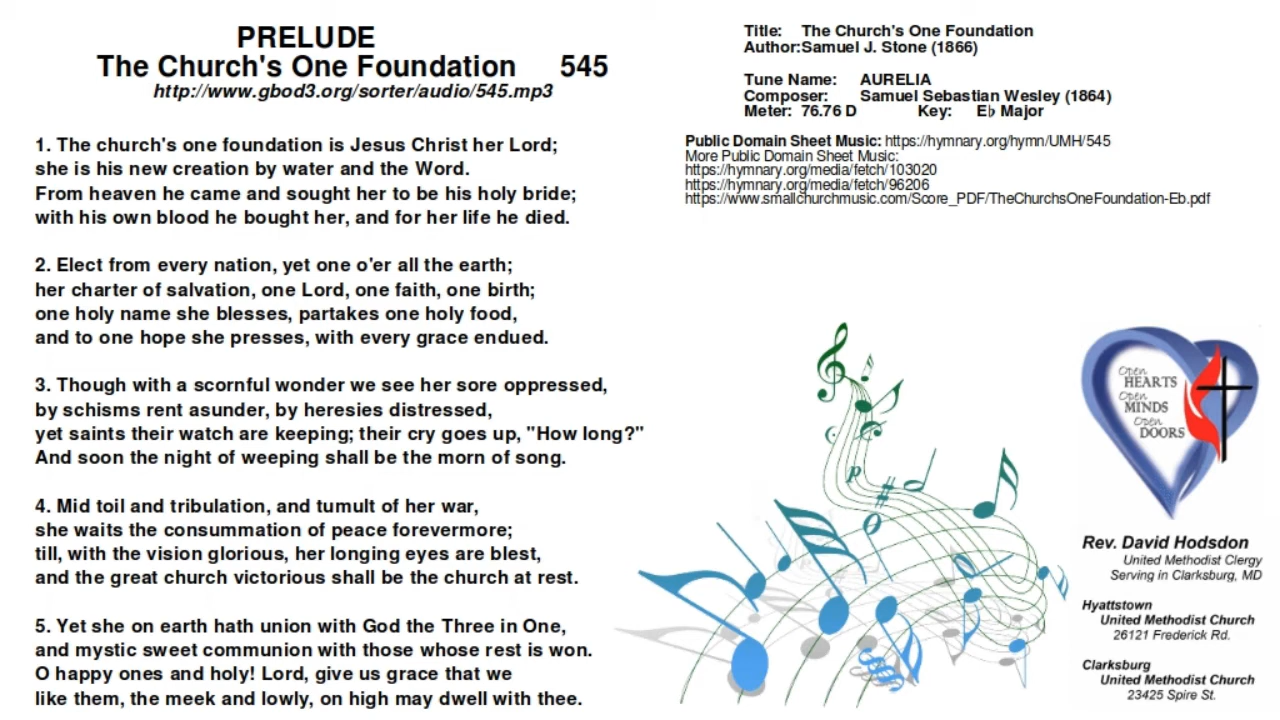 PRELUDE
The Church's One Foundation 545
http://www.gbod3.org/sorter/audio/545.mp3
1. The church's one foundation is Jesus Christ her Lord;
she is his new creation by water and the Word.
From heaven he came and sought her to be his holy bride;
with his own blood he bought her, and for her life he died.
2. Elect from every nation, yet one o'er all the earth;
her charter of salvation, one Lord, one faith, one birth;
one holy name she blesses, partakes one holy food,
and to one hope she presses, with every grace endued.
3. Though with a scornful wonder we see her sore oppressed,
by schisms rent asunder, by heresies distressed,
yet saints their watch are keeping; their cry goes up, "How long?"
And soon the night of weeping shall be the morn of song.
4. Mid toil and tribulation, and tumult of her war,
she waits the consummation of peace forevermore;
till, with the vision glorious, her longing eyes are blest,
and the great church victorious shall be the church at rest.
5. Yet she on earth hath union with God the Three in One,
and mystic sweet communion with those whose rest is won.
O happy ones and holy! Lord, give us grace that we
like them, the meek and lowly, on high may dwell with thee.
Title: The Church's One Foundation
Author:Samuel J. Stone (1866)
Tune Name: AURELIA
Composer: Samuel Sebastian Wesley (1864)
Meter: 76.76 D Key: E♭ Major
Public Domain Sheet Music: https://hymnary.org/hymn/UMH/545
More Public Domain Sheet Music:
https://hymnary.org/media/fetch/103020
https://hymnary.org/media/fetch/96206
https://www.smallchurchmusic.com/Score_PDF/TheChurchsOneFoundation-Eb.pdf
p
Open
HEARTS
Open
MINDS
Open
DOORS
Rev. David Hodsdon
United Methodist Clergy
Serving in Clarksburg, MD
Hyattstown
United Methodist Church
26121 Frederick Rd.
Clarksburg
United Methodist Church
23425 Spire St.